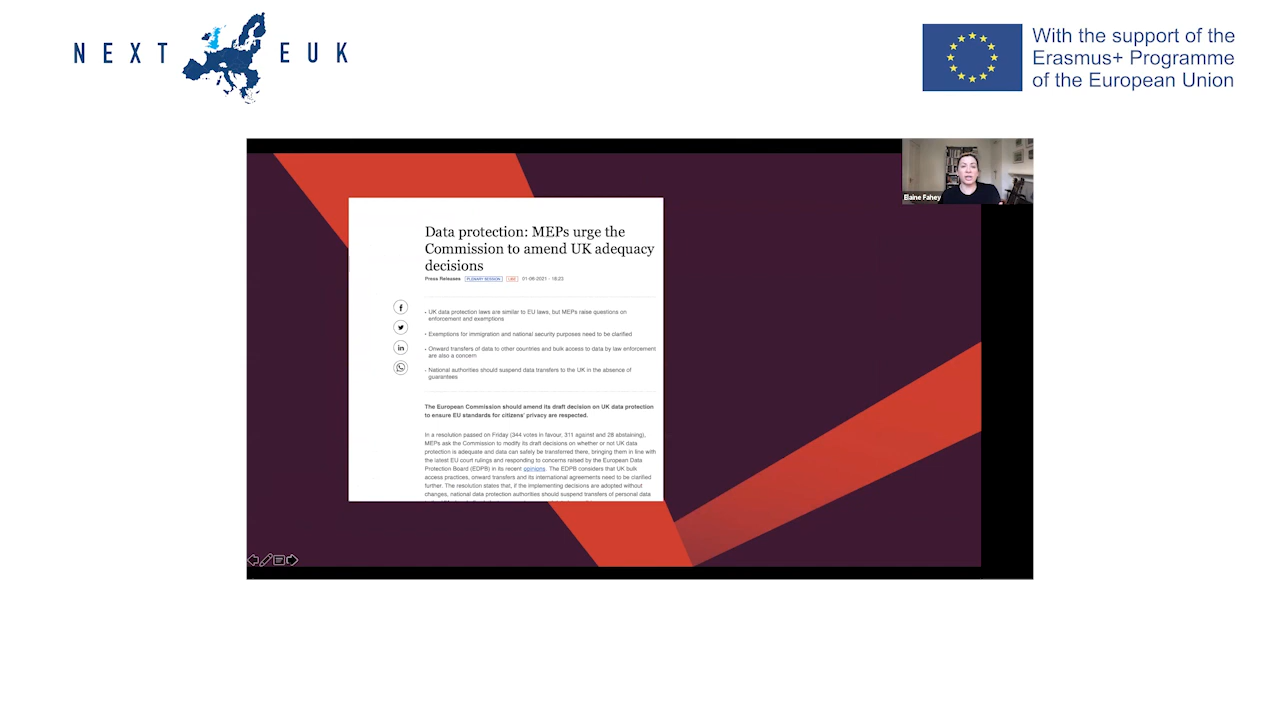 NEXT EUK
With the support of the
Erasmus+ Programme
of the European Union
Elaine Fahey
Data protection: MEPs urge the
Commission to amend UK adequacy
decisions
Press Releases PLENARY SESSION LIBE 01-06-2021 - 18:23
• UK data protection laws are similar to EU laws, but MEPs raise questions on
enforcement and exemptions
• Exemptions for immigration and national security purposes need to be clarified
• Onward transfers of data to other countries and bulk access to data by law enforcement
are also a concern
• National authorities should suspend data transfers to the UK in the absence of
guarantees
The European Commission should amend its draft decision on UK data protection
to ensure EU standards for citizens' privacy are respected.
In a resolution passed on Friday (344 votes in favour, 311 against and 28 abstaining),
MEPs ask the Commission to modify its draft decisions on whether or not UK data
protection is adequate and data can safely be transferred there, bringing them in line with
the latest EU court rulings and responding to concerns raised by the European Data
Protection Board (EDPB) in its recent opinions. The EDPB considers that UK bulk
access practices, onward transfers and its international agreements need to be clarified
further. The resolution states that, if the implementing decisions are adopted without
changes, national data protection authorities should suspend transfers of personal data